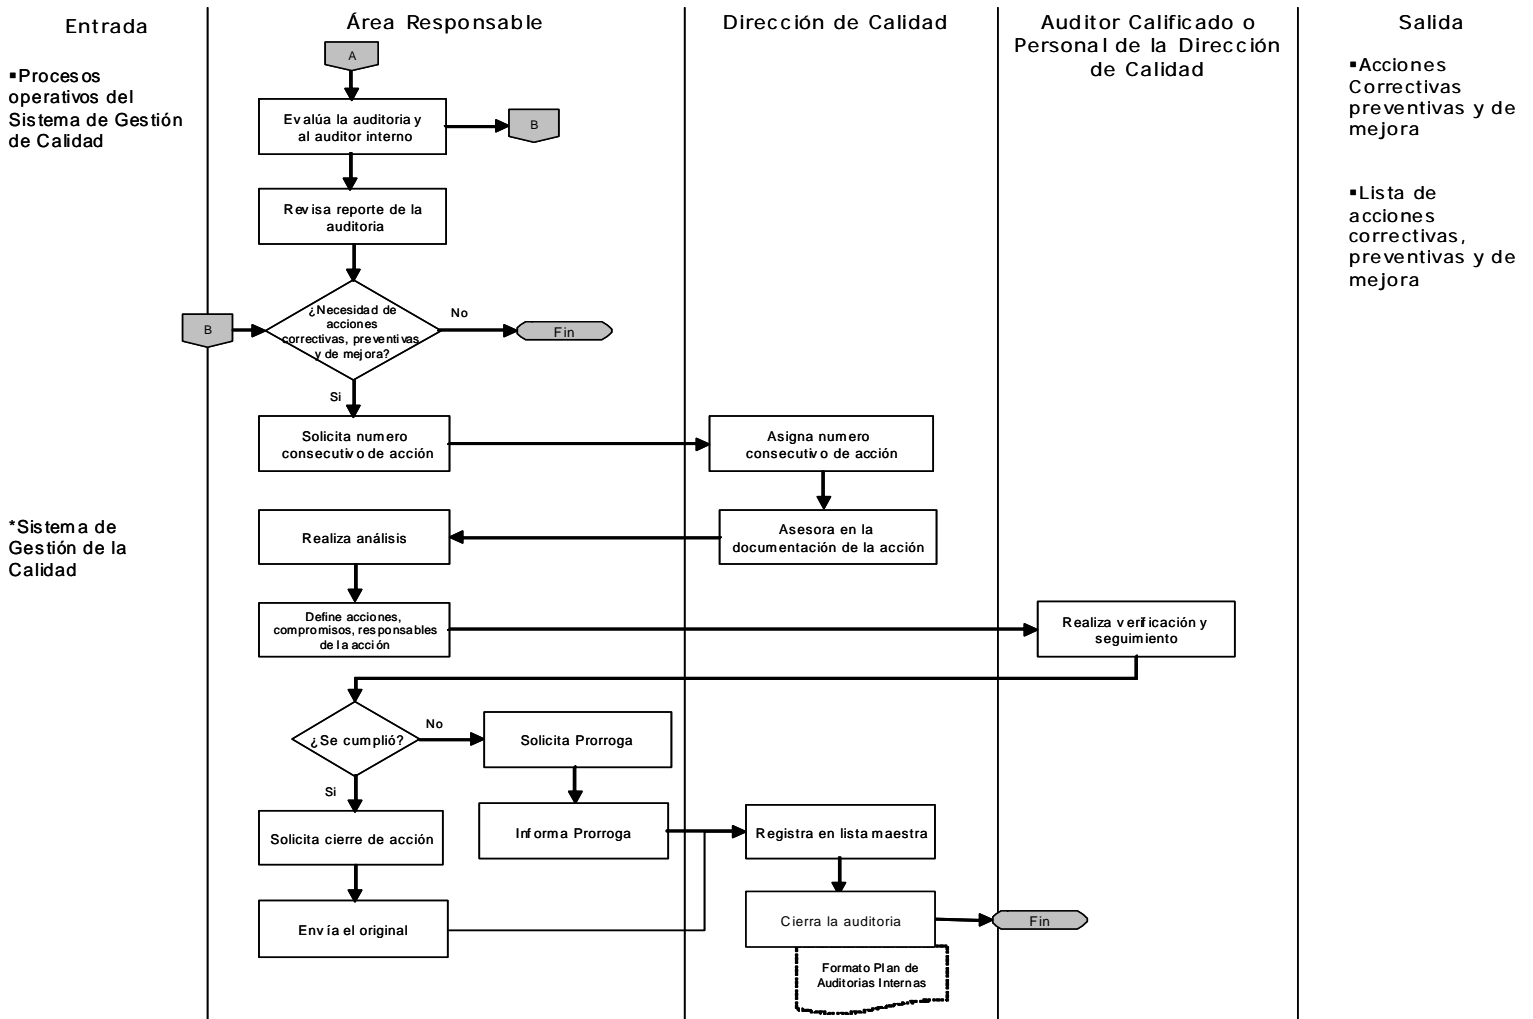 Entrada
Área Responsable
Dirección de Calidad
Auditor Calificado o
Personal de la Dirección
de Calidad
Salida
▪Procesos
operativos del
Sistema de Gestión
de Calidad
A
Evalúa la auditoria y
al auditor interno
B
▪Acciones
Correctivas
preventivas y de
mejora
Revisa reporte de la
auditoria
▪Lista de
acciones
correctivas,
preventivas y de
mejora
B
¿Necesidad de
acciones
correctivas, preventivas
y de mejora?
No
Fin
Si
Solicita numero
consecutivo de acción
Asigna numero
consecutivo de acción
*Sistema de
Gestión de la
Calidad
Realiza análisis
Asesora en la
documentación de la acción
Define acciones,
compromisos, responsables
de la acción
Realiza verificación y
seguimiento
¿Se cumplió?
No
Solicita Prorroga
Si
Solicita cierre de acción
Informa Prorroga
Registra en lista maestra
Envía el original
Cierra la auditoria
Fin
Formato Plan de
Auditorias Internas